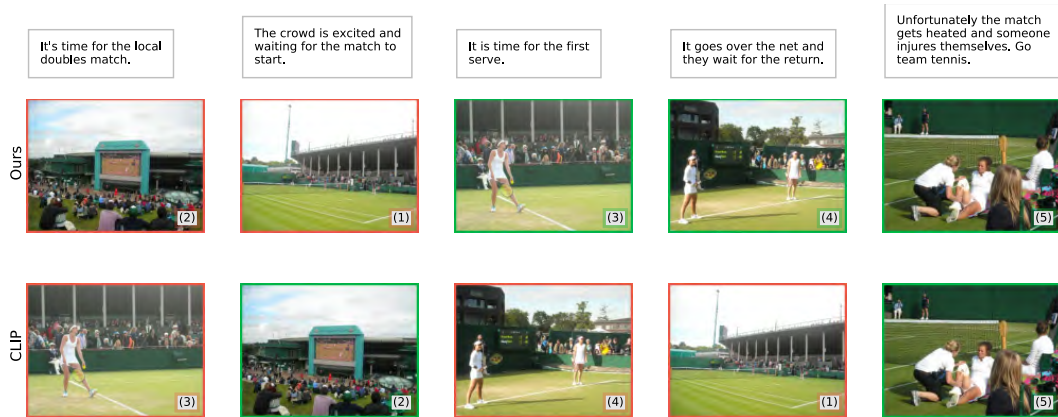 It's time for the local
doubles match.
The crowd is excited and
waiting for the match to
start.
It is time for the first
serve.
It goes over the net and
they wait for the return.
Unfortunately the match
gets heated and someone
injures themselves. Go
team tennis.
Ours
(2)
(1)
(3)
(4)
(5)
CLIP
(3)
(2)
(4)
(1)
(5)